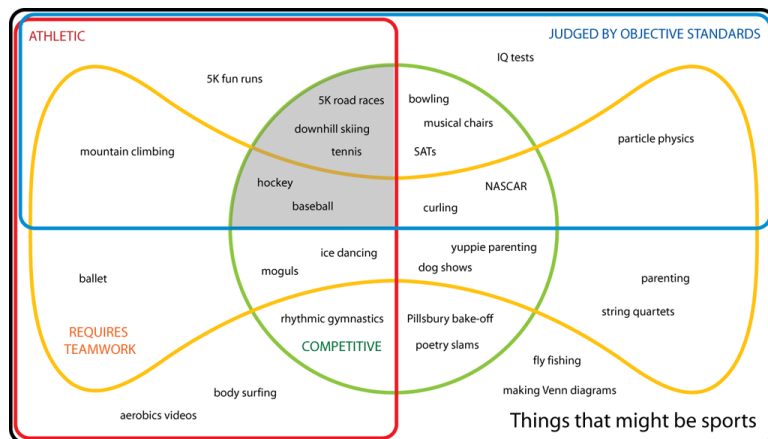 ATHLETIC
JUDGED BY OBJECTIVE STANDARDS
IQ tests
5K fun runs
5K road races
bowling
musical chairs
downhill skiing
particle physics
mountain climbing
tennis
SATs
hockey
NASCAR
baseball
curling
ice dancing
yuppie parenting
moguls
dog shows
ballet
parenting
string quartets
rhythmic gymnastics
Pillsbury bake-off
REQUIRES
TEAMWORK
COMPETITIVE
poetry slams
fly fishing
body surfing
making Venn diagrams
aerobics videos
Things that might be sports